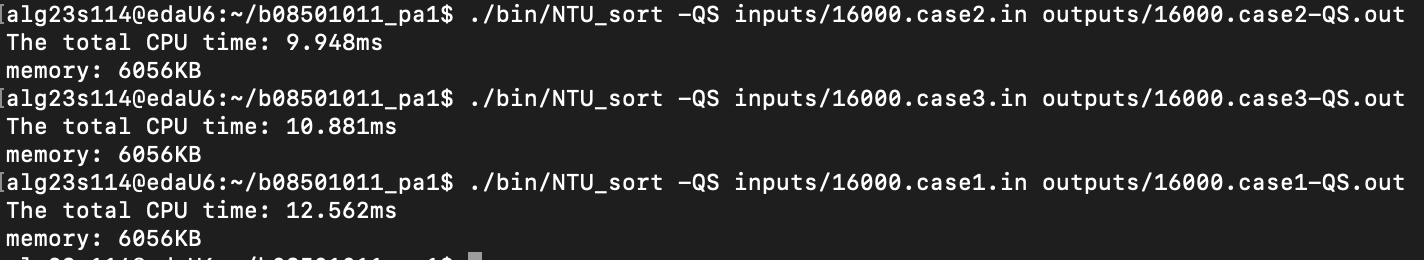 [alg23s114@edaU6:~/b08501011_pa1$ ./bin/NTU_sort -QS inputs/16000.case2.in outputs/16000.case2-QS.out
The total CPU time: 9.948ms
memory: 6056KB
[alg23s114@edaU6:~/b08501011_pa1$ ./bin/NTU_sort -QS inputs/16000.case3.in outputs/16000.case3-QS.out
The total CPU time: 10.881ms
memory: 6056KB
[alg23s114@edaU6:~/b08501011_pa1$ ./bin/NTU_sort -QS inputs/16000.case1.in outputs/16000.case1-QS.out
The total CPU time: 12.562ms
memory: 6056KB
alg23s114@edaU6:~/b08501011_pa1$